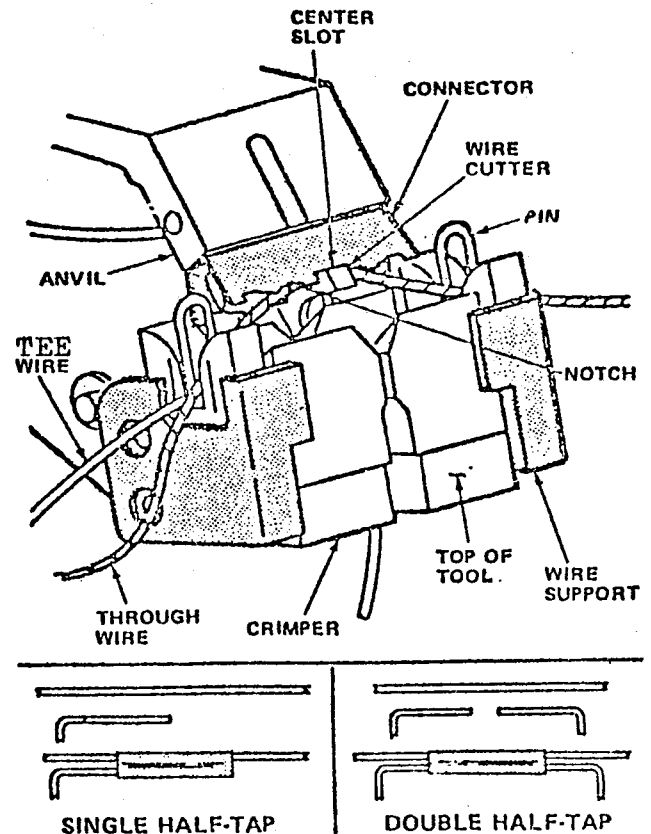 CENTER
SLOT
CONNECTOR
WIRE
CUTTER
PIN
ANVIL
TEE
WIRE
NOTCH
TOP OF
TOOL.
WIRE
SUPPORT
THROUGH
WIRE
CRIMPER
SINGLE HALF-TAP
DOUBLE HALF-TAP